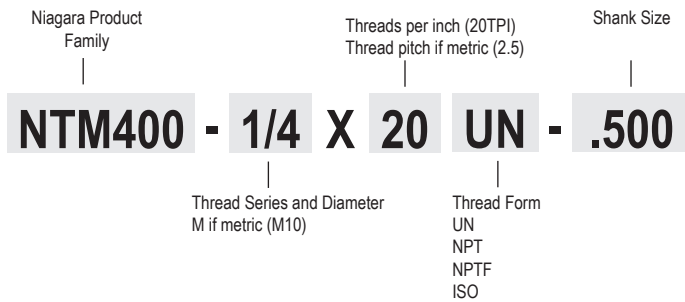 Niagara Product
Family
Threads per inch (20TPI)
Thread pitch if metric (2.5)
Shank Size
NTM400 - 1/4 X 20 UN - .500
Thread Series and Diameter
M if metric (M10)
Thread Form
UN
NPT
NPTF
ISO